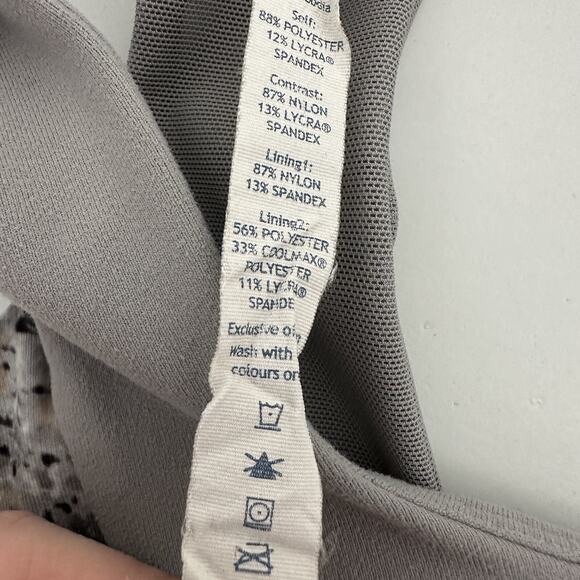 Self:
88% POLYESTER
12% LYCRA®
SPANDEX
Contrast:
87% NYLON
13% LYCRA®
SPANDEX
Lining1:
87% NYLON
13% SPANDEX
Lining2:
56% POLYESTER
33% COOLMAX®
POLYESTER
11% LYCRA®
SPANDE
Exclusive
Wash with
colours